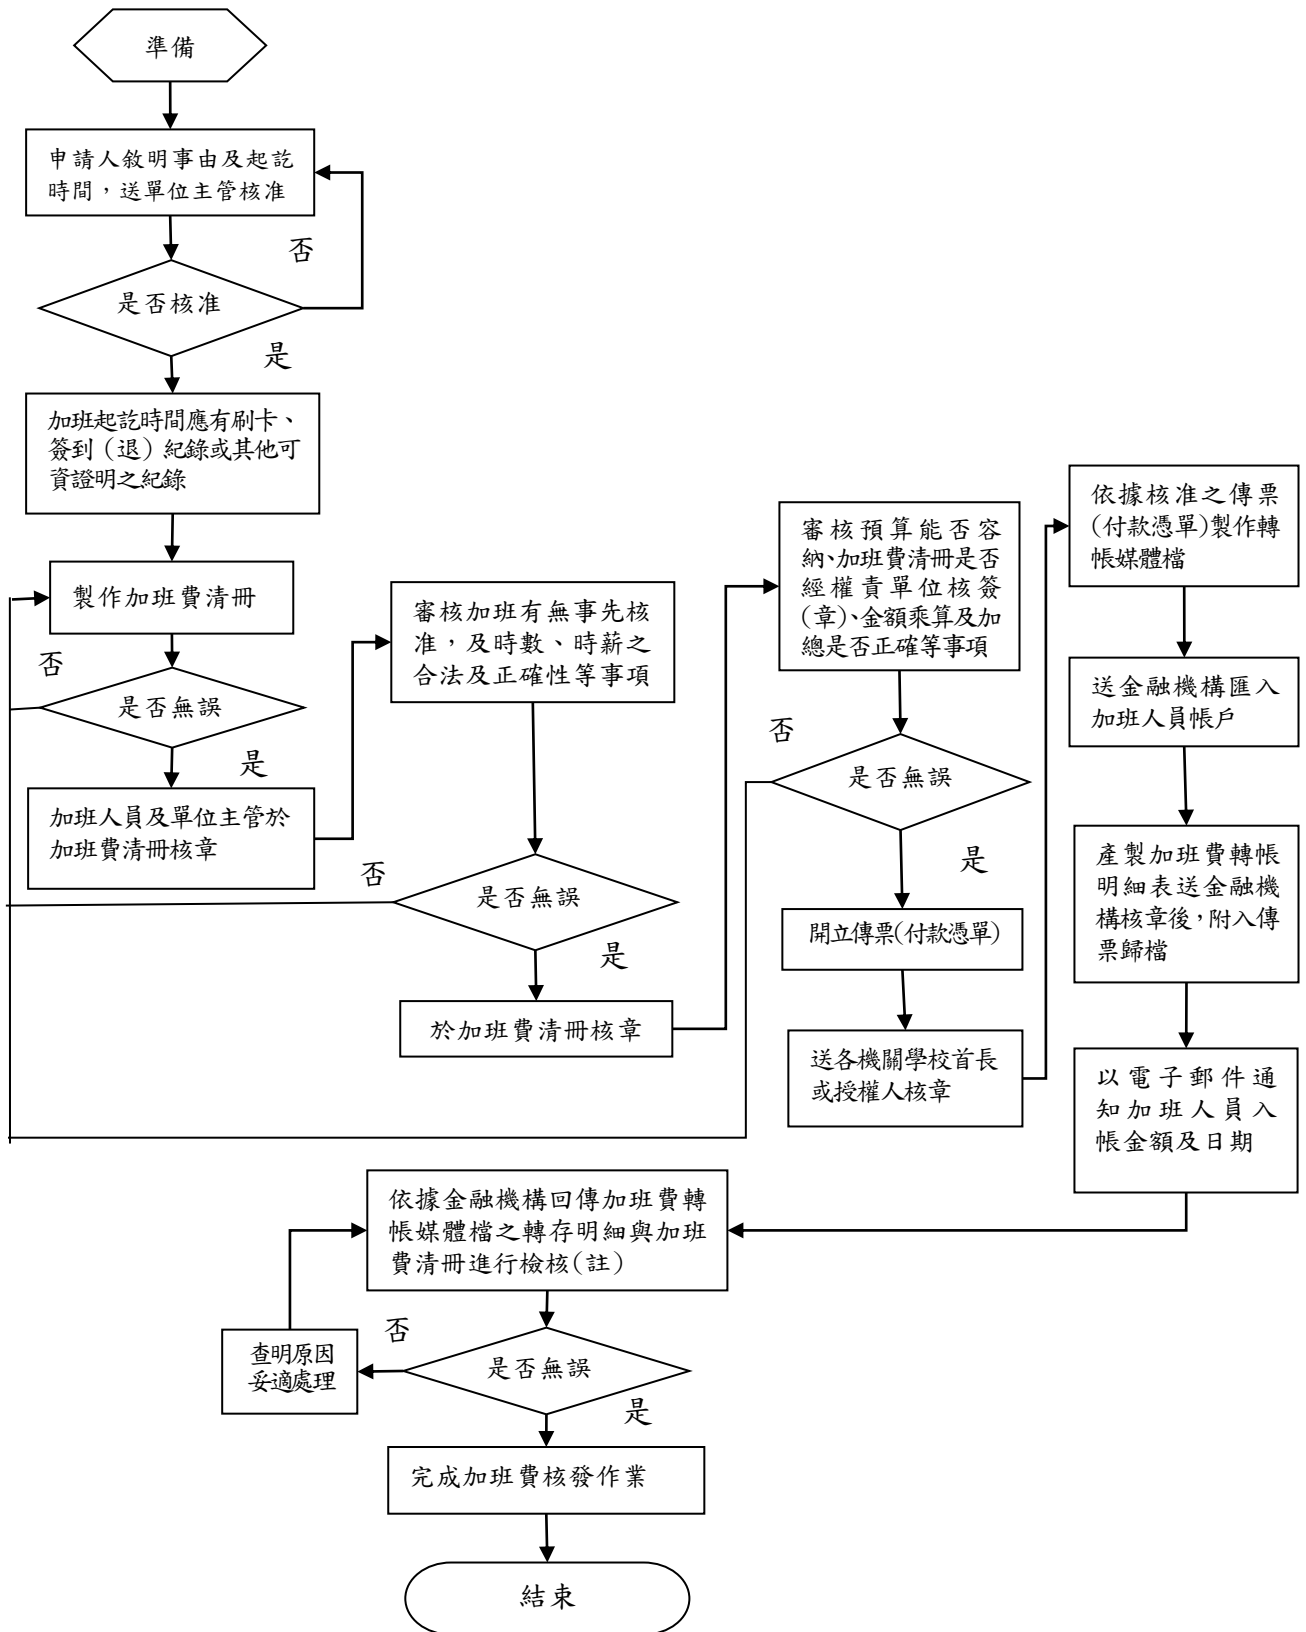 準備
申請人敘明事由及起訖
時間，送單位主管核准
否
是否核准
是
加班起訖時間應有刷卡、
簽到（退）紀錄或其他可
資證明之紀錄
製作加班費清冊
否
是否無誤
是
加班人員及單位主管於
加班費清冊核章
審核加班有無事先核
准，及時數、時薪之
合法及正確性等事項
否
是否無誤
是
於加班費清冊核章
審核預算能否容
納、加班費清冊是否
經權責單位核簽
(章)、金額乘算及加
總是否正確等事項
否
是否無誤
是
開立傳票(付款憑單)
送各機關學校首長
或授權人核章
依據核准之傳票
(付款憑單)製作轉
帳媒體檔
送金融機構匯入
加班人員帳戶
產製加班費轉帳
明細表送金融機
構核章後，附入傳
票歸檔
以電子郵件通
知加班人員入
帳金額及日期
依據金融機構回傳加班費轉
帳媒體檔之轉存明細與加班
費清冊進行檢核(註)
否
查明原因
妥適處理
是否無誤
是
完成加班費核發作業
結束